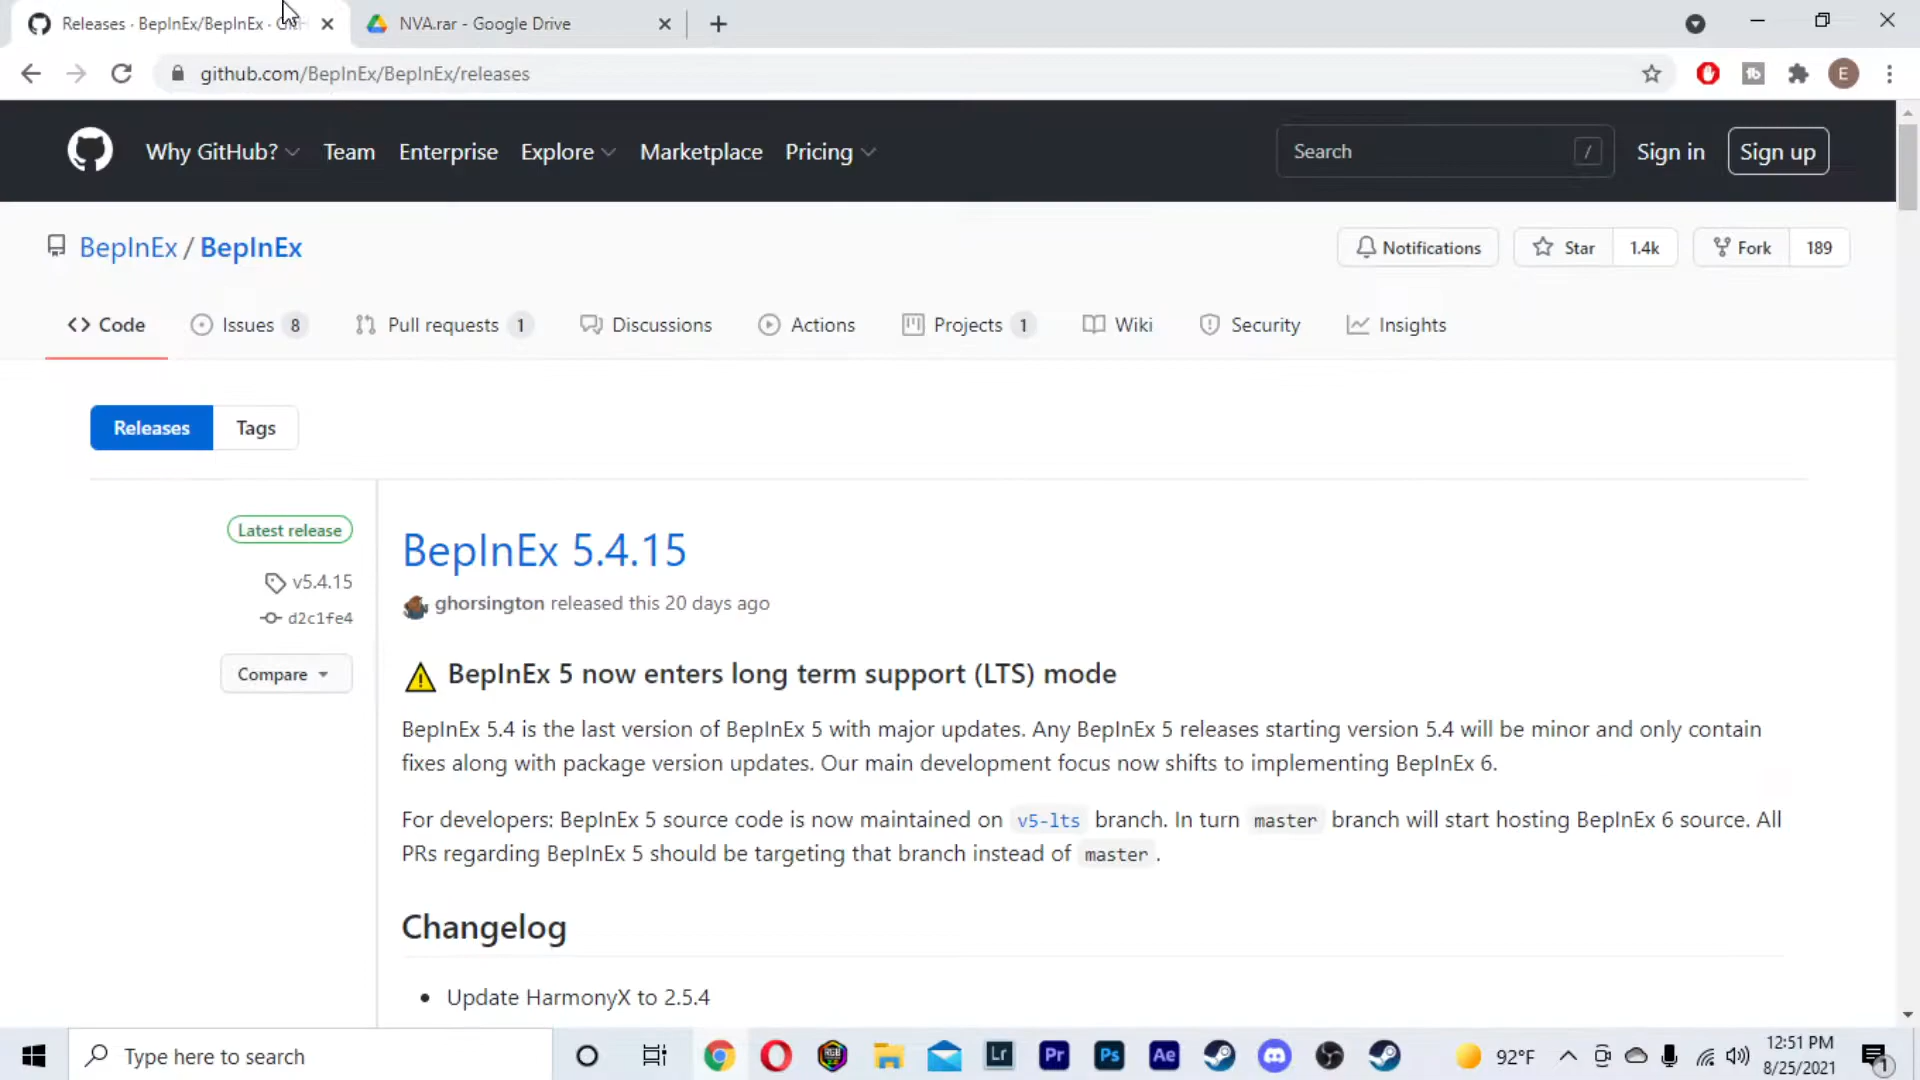 Releases · BepInEx/BepInEx · GitH
NVA.rar - Google Drive
github.com/BepInEx/BepInEx/releases
E
Why GitHub?
Team
Enterprise
Explore
Marketplace
Pricing
Search
/
Sign in
Sign up
BepInEx / BepInEx
Notifications
Star
1.4k
Fork
189
Code
Issues 8
Pull requests 1
Discussions
Actions
Projects 1
Wiki
Security
Insights
Releases
Tags
Latest release
v5.4.15
d2c1fe4
Compare
BepInEx 5.4.15
ghorsington released this 20 days ago
BepInEx 5 now enters long term support (LTS) mode
BepInEx 5.4 is the last version of BepInEx 5 with major updates. Any BepInEx 5 releases starting version 5.4 will be minor and only contain
fixes along with package version updates. Our main development focus now shifts to implementing BepInEx 6.
For developers: BepInEx 5 source code is now maintained on v5-lts branch. In turn master branch will start hosting BepInEx 6 source. All
PRs regarding BepInEx 5 should be targeting that branch instead of master .
Changelog
• Update HarmonyX to 2.5.4
Type here to search
Lr
Pr
Ps
Ae
92°F
12:51 PM
8/25/2021
1